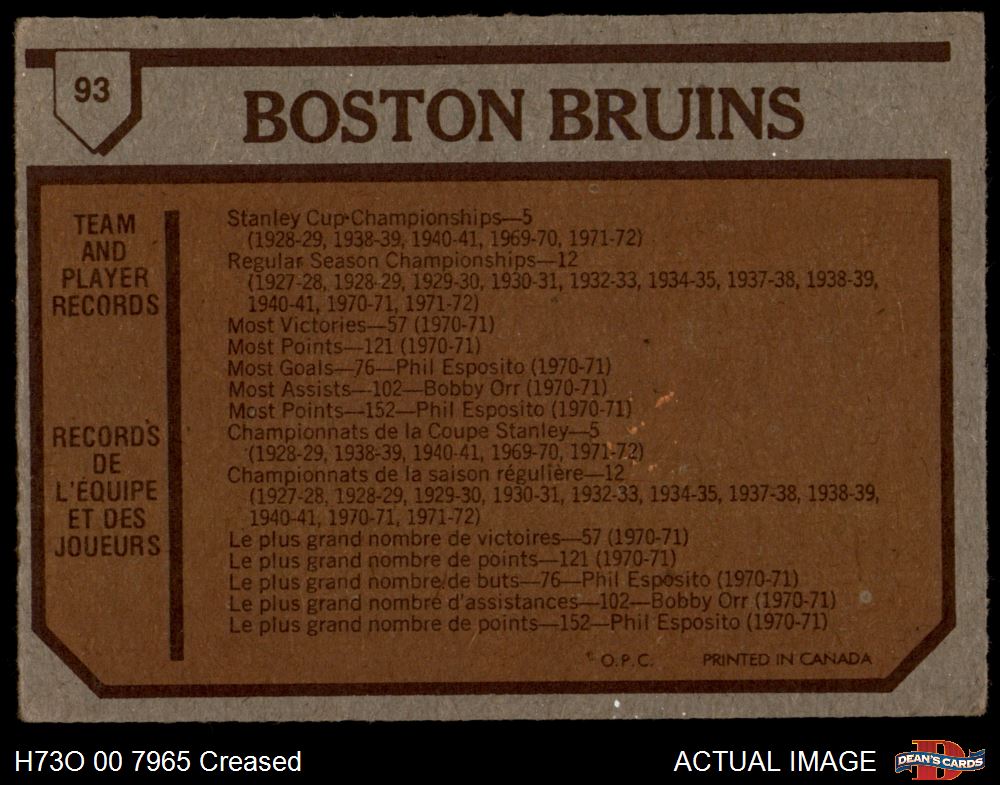 93
BOSTON BRUINS
TEAM
AND
PLAYER
RECORDS
Stanley Cup Championships—5
(1928-29, 1938-39, 1940-41, 1969-70, 1971-72)
Regular Season Championships—12
(1927-28, 1928-29, 1929-30, 1930-31, 1932-33, 1934-35, 1937-38, 1938-39,
1940-41, 1970-71, 1971-72)
Most Victories—57 (1970-71)
Most Points—121 (1970-71)
Most Goals—76—Phil Esposito (1970-71)
Most Assists—102—Bobby Orr (1970-71)
Most Points—152—Phil Esposito (1970-71)
RECORDS
DE
L'ÉQUIPE
ET DES
JOUEURS
Championnats de la Coupe Stanley—5
(1928-29, 1938-39, 1940-41, 1969-70, 1971-72)
Championnats de la saison régulière—12
(1927-28, 1928-29, 1929-30, 1930-31, 1932-33, 1934-35, 1937-38, 1938-39,
1940-41, 1970-71, 1971-72)
Le plus grand nombre de victoires—57 (1970-71)
Le plus grand nombre de points—121 (1970-71)
Le plus grand nombre de buts—76—Phil Esposito (1970-71)
Le plus grand nombre d'assistances—102—Bobby Orr (1970-71)
Le plus grand nombre de points—152—Phil Esposito (1970-71)
© O.P.C. PRINTED IN CANADA
H73O 00 7965 Creased
ACTUAL IMAGE
D
DEAN'S CARDS